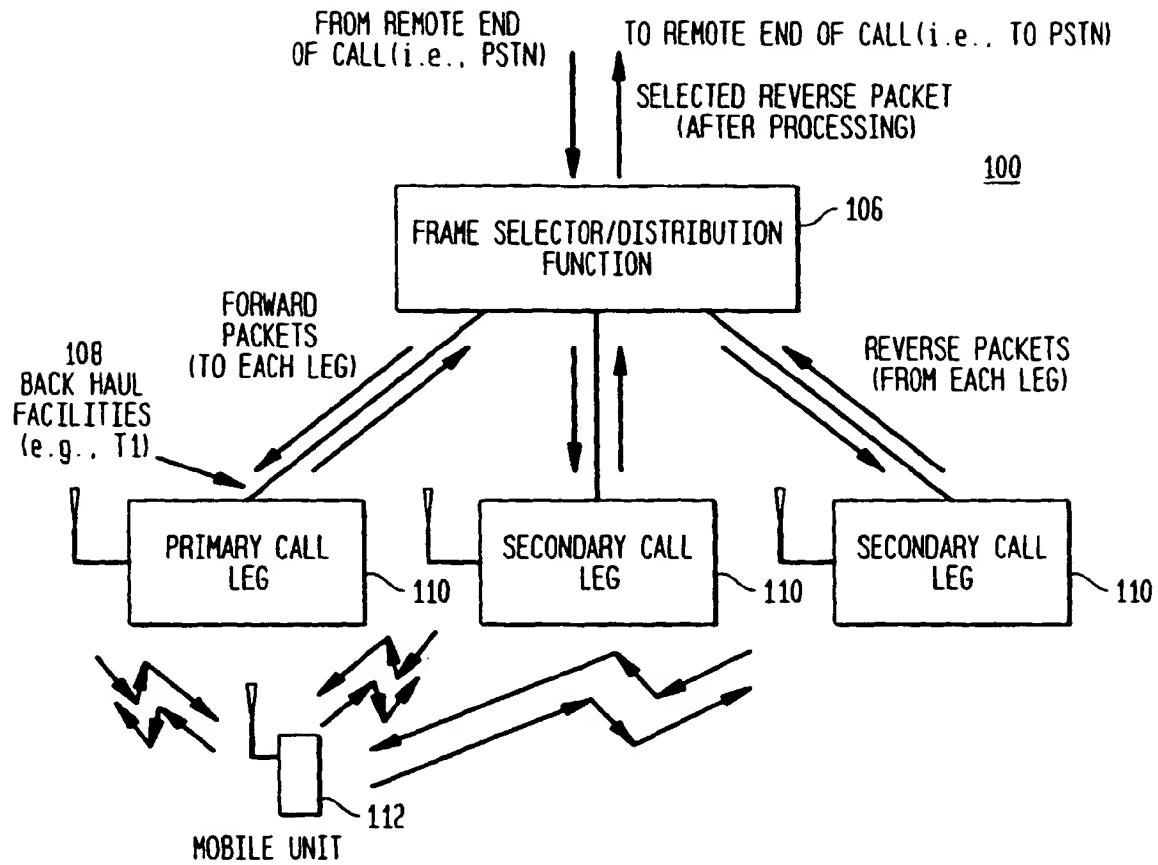 FROM REMOTE END
OF CALL(i.e., PSTN)
TO REMOTE END OF CALL(i.e., TO PSTN)
SELECTED REVERSE PACKET
(AFTER PROCESSING)
100
106
FRAME SELECTOR/DISTRIBUTION
FUNCTION
FORWARD
PACKETS
(TO EACH LEG)
REVERSE PACKETS
(FROM EACH LEG)
108
BACK HAUL
FACILITIES
(e.g., T1)
PRIMARY CALL
LEG
110
SECONDARY CALL
LEG
110
SECONDARY CALL
LEG
110
112
MOBILE UNIT